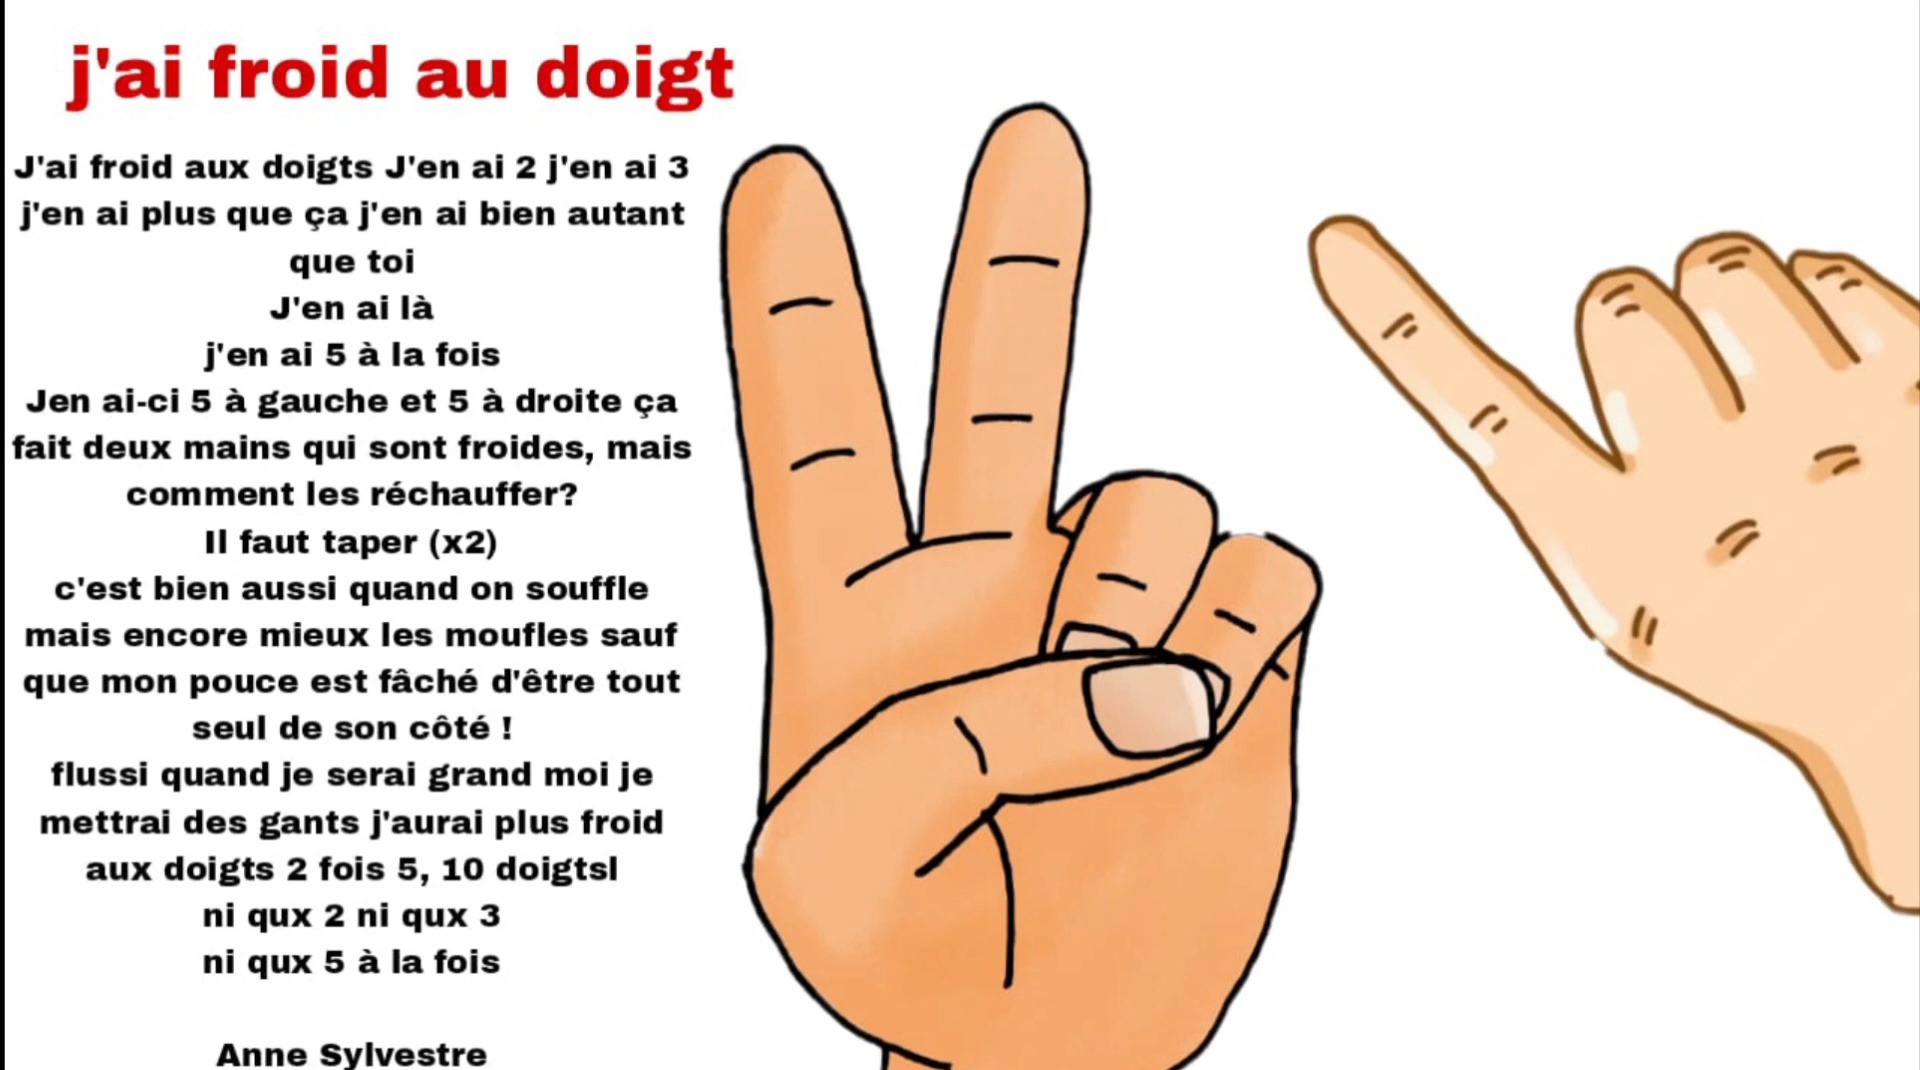 j'ai froid au doigt
J'ai froid aux doigts J'en ai 2 j'en ai 3
j'en ai plus que ça j'en ai bien autant
que toi
J'en ai là
j'en ai 5 à la fois
Jen ai-ci 5 à gauche et 5 à droite ça
fait deux mains qui sont froides, mais
comment les réchauffer?
Il faut taper (x2)
c'est bien aussi quand on souffle
mais encore mieux les moufles sauf
que mon pouce est fâché d'être tout
seul de son côté !
flussi quand je serai grand moi je
mettrai des gants j'aurai plus froid
aux doigts 2 fois 5, 10 doigtsl
ni qux 2 ni qux 3
ni qux 5 à la fois
Anne Sylvestre